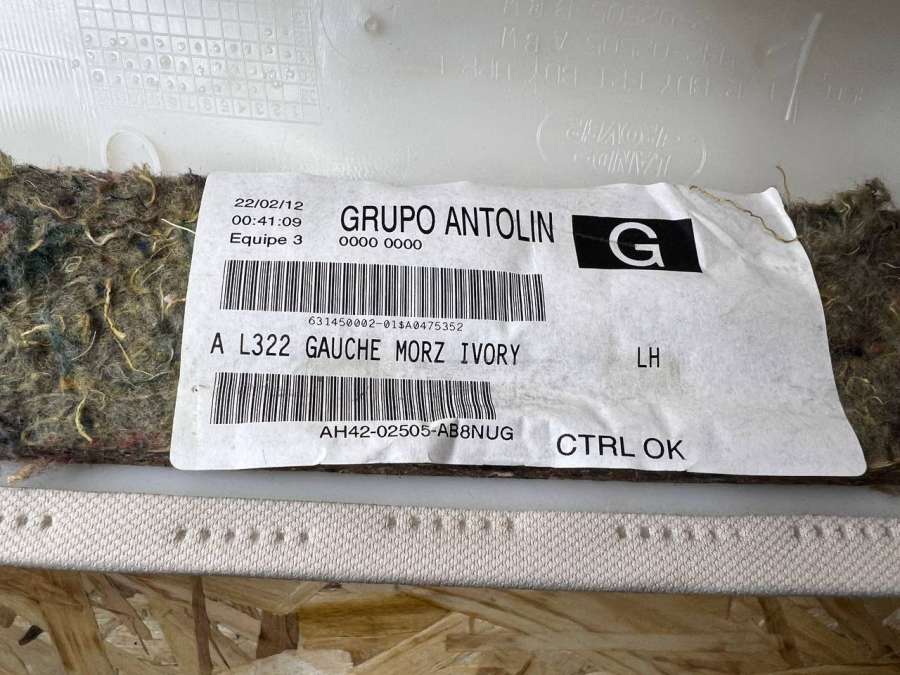 22/02/12
00:41:09
Equipe 3
GRUPO ANTOLIN
0000 0000
G
631450002-01$A0475352
A L322 GAUCHE MORZ IVORY LH
AH42-02505-AB8NUG
CTRL OK